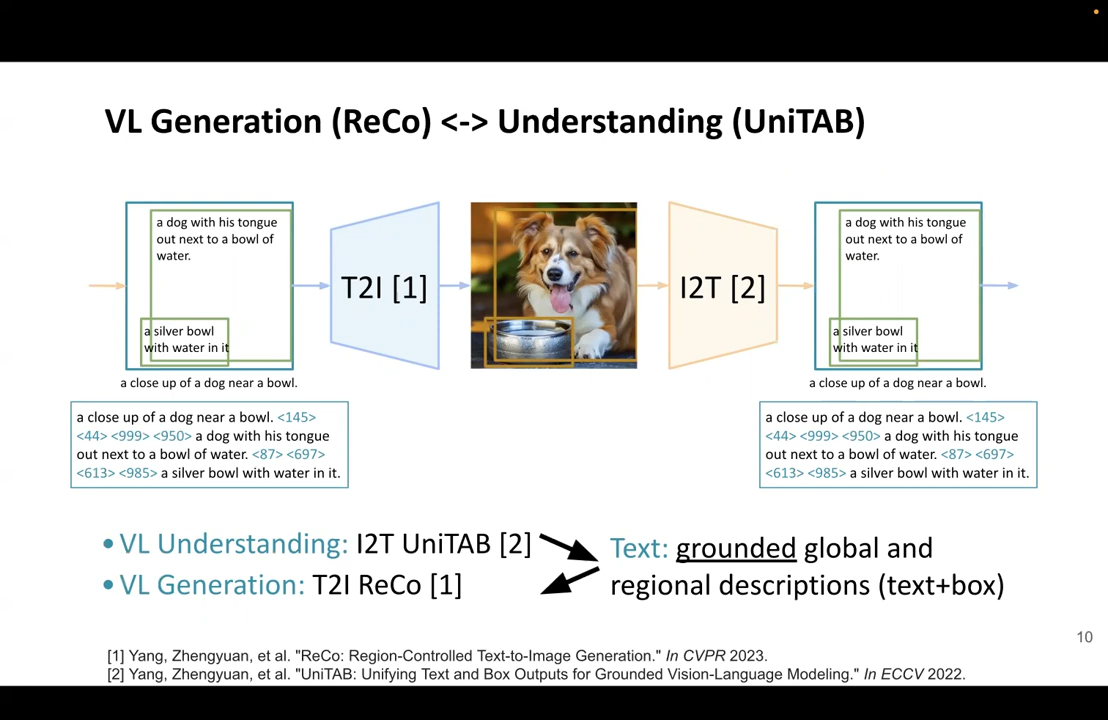 VL Generation (ReCo) <-> Understanding (UniTAB)
a dog with his tongue
out next to a bowl of
water.
a silver bowl
with water in it
a close up of a dog near a bowl.
a close up of a dog near a bowl. <145>
<44> <999> <950> a dog with his tongue
out next to a bowl of water. <87> <697>
<613> <985> a silver bowl with water in it.
T2I [1]
I2T [2]
a dog with his tongue
out next to a bowl of
water.
a silver bowl
with water in it
a close up of a dog near a bowl.
a close up of a dog near a bowl. <145>
<44> <999> <950> a dog with his tongue
out next to a bowl of water. <87> <697>
<613> <985> a silver bowl with water in it.
• VL Understanding: I2T UniTAB [2]
• VL Generation: T2I ReCo [1]
Text: grounded global and
regional descriptions (text+box)
10
[1] Yang, Zhengyuan, et al. "ReCo: Region-Controlled Text-to-Image Generation." In CVPR 2023.
[2] Yang, Zhengyuan, et al. "UniTAB: Unifying Text and Box Outputs for Grounded Vision-Language Modeling." In ECCV 2022.